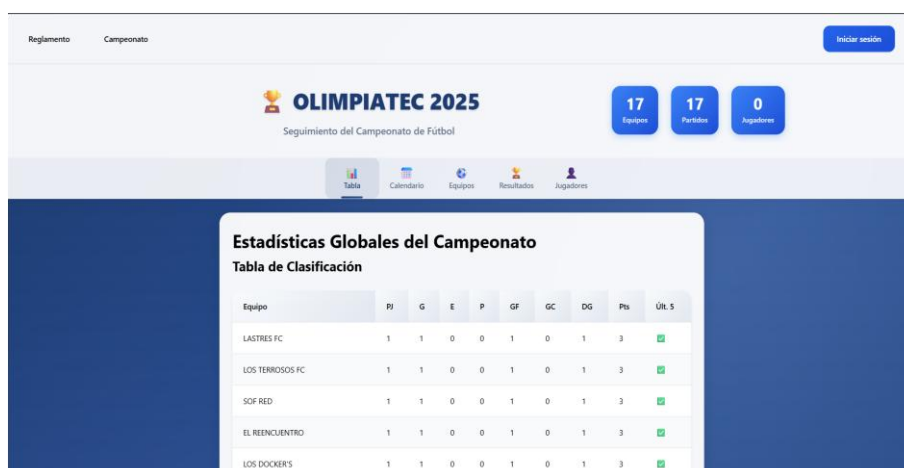 Reglamento Campeonato Iniciar sesión
OLIMPIATEC 2025
Seguimiento del Campeonato de Fútbol
17 17 0
Equipos Partidos Jugadores
Tabla Calendario Equipos Resultados Jugadores
Estadísticas Globales del Campeonato
Tabla de Clasificación
Equipo PJ G E P GF GC DG Pts Últ. 5
LASTRES FC 1 1 0 0 1 0 1 3
LOS TERROSOS FC 1 1 0 0 1 0 1 3
SOF RED 1 1 0 0 1 0 1 3
EL REENCUENTRO 1 1 0 0 1 0 1 3
LOS DOCKER'S 1 1 0 0 1 0 1 3